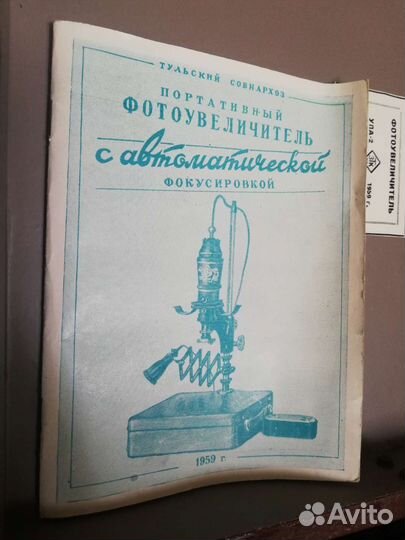 ТУЛЬСКИЙ СОВНАРХОЗ
ПОРТАТИВНЫЙ
ФОТОУВЕЛИЧИТЕЛЬ
с автоматической
ФОКУСИРОВКОЙ
1959 г.
ФОТОУВЕЛИЧИТЕЛЬ
УПА-2
1959 г.
Avito